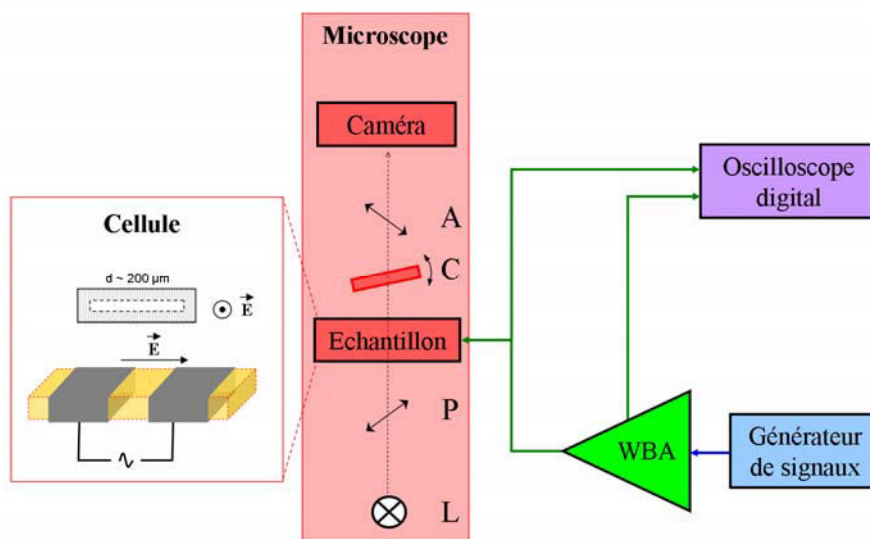 Microscope
Caméra
A
C
Echantillon
P
L
Cellule
d ~ 200 µm
E
E
Oscilloscope
digital
WBA
Générateur
de signaux